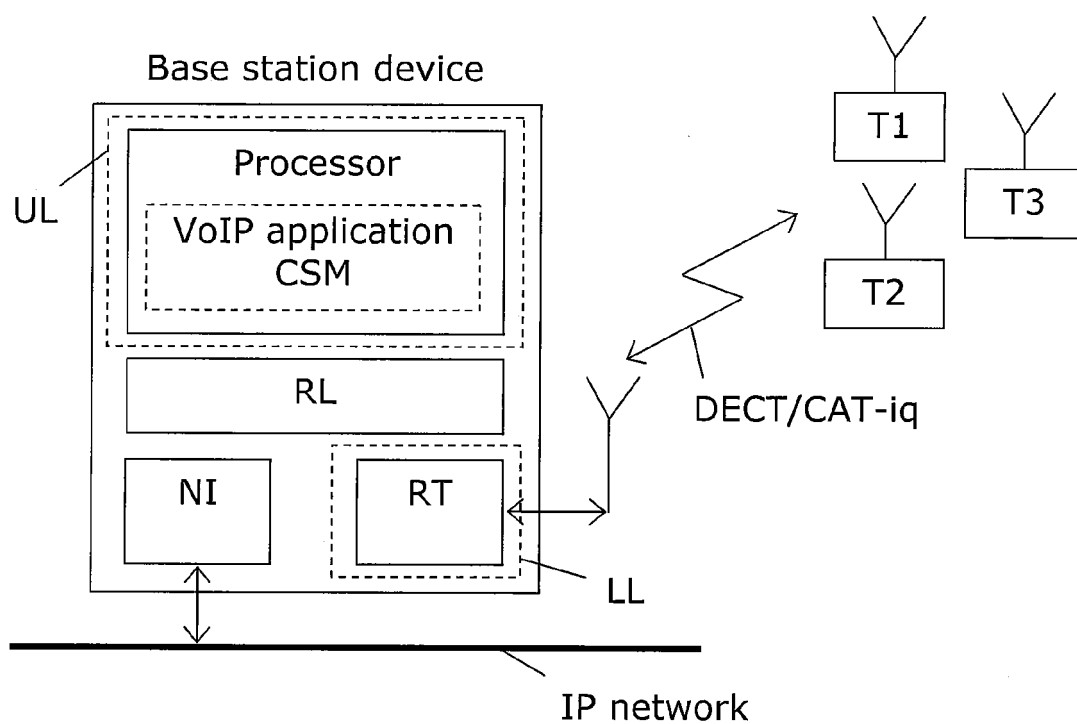 Base station device
T1
T3
T2
UL
Processor
VoIP application
CSM
RL
DECT/CAT-iq
NI
RT
LL
IP network